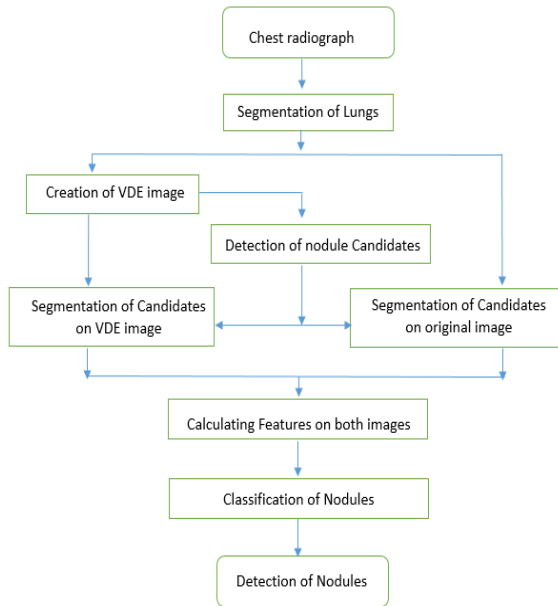 Chest radiograph
Segmentation of Lungs
Creation of VDE image
Detection of nodule Candidates
Segmentation of Candidates
on VDE image
Segmentation of Candidates
on original image
Calculating Features on both images
Classification of Nodules
Detection of Nodules